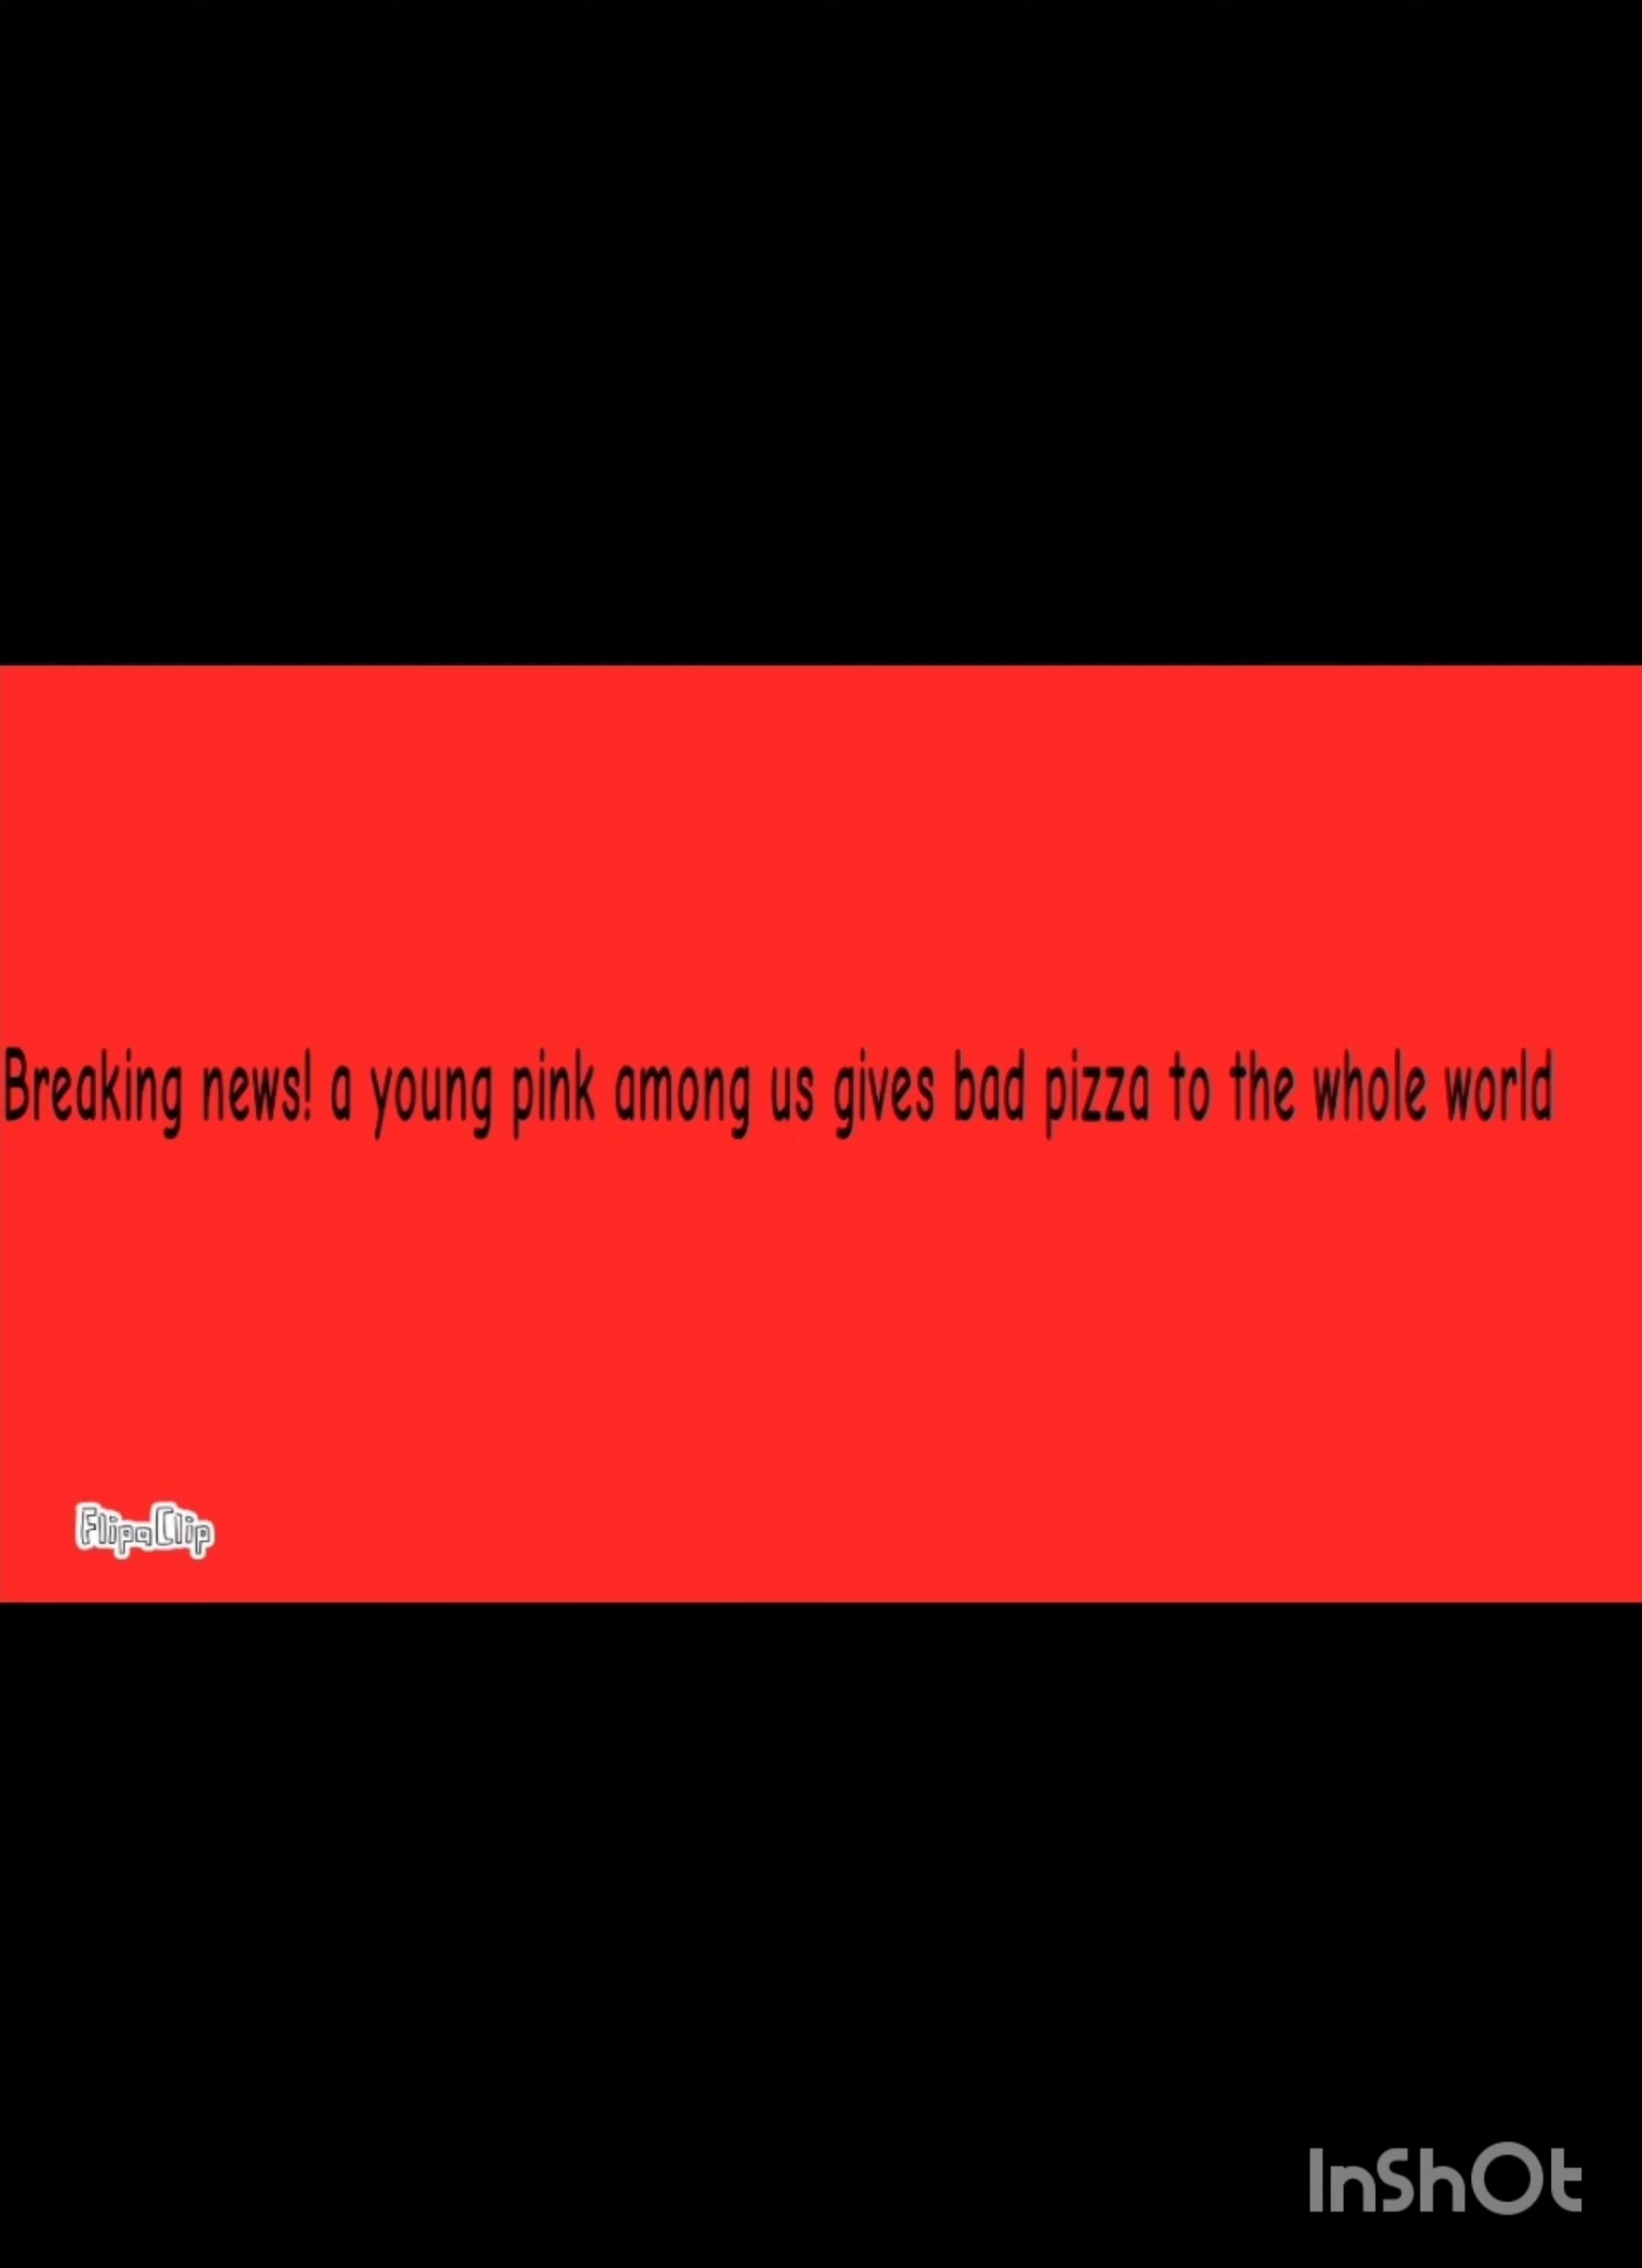 Breaking news! a young pink among us gives bad pizza to the whole world
FlipaClip
InShOt